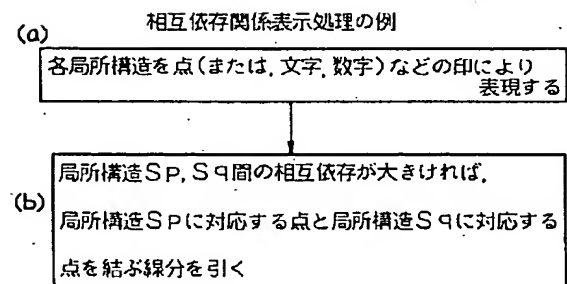 相互依存関係表示処理の例
(a)
各局所構造を点(または,文字,数字)などの印により
表現する
(b)
局所構造Sp,Sq間の相互依存が大きければ,
局所構造Spに対応する点と局所構造Sqに対応する
点を結ぶ線分を引く